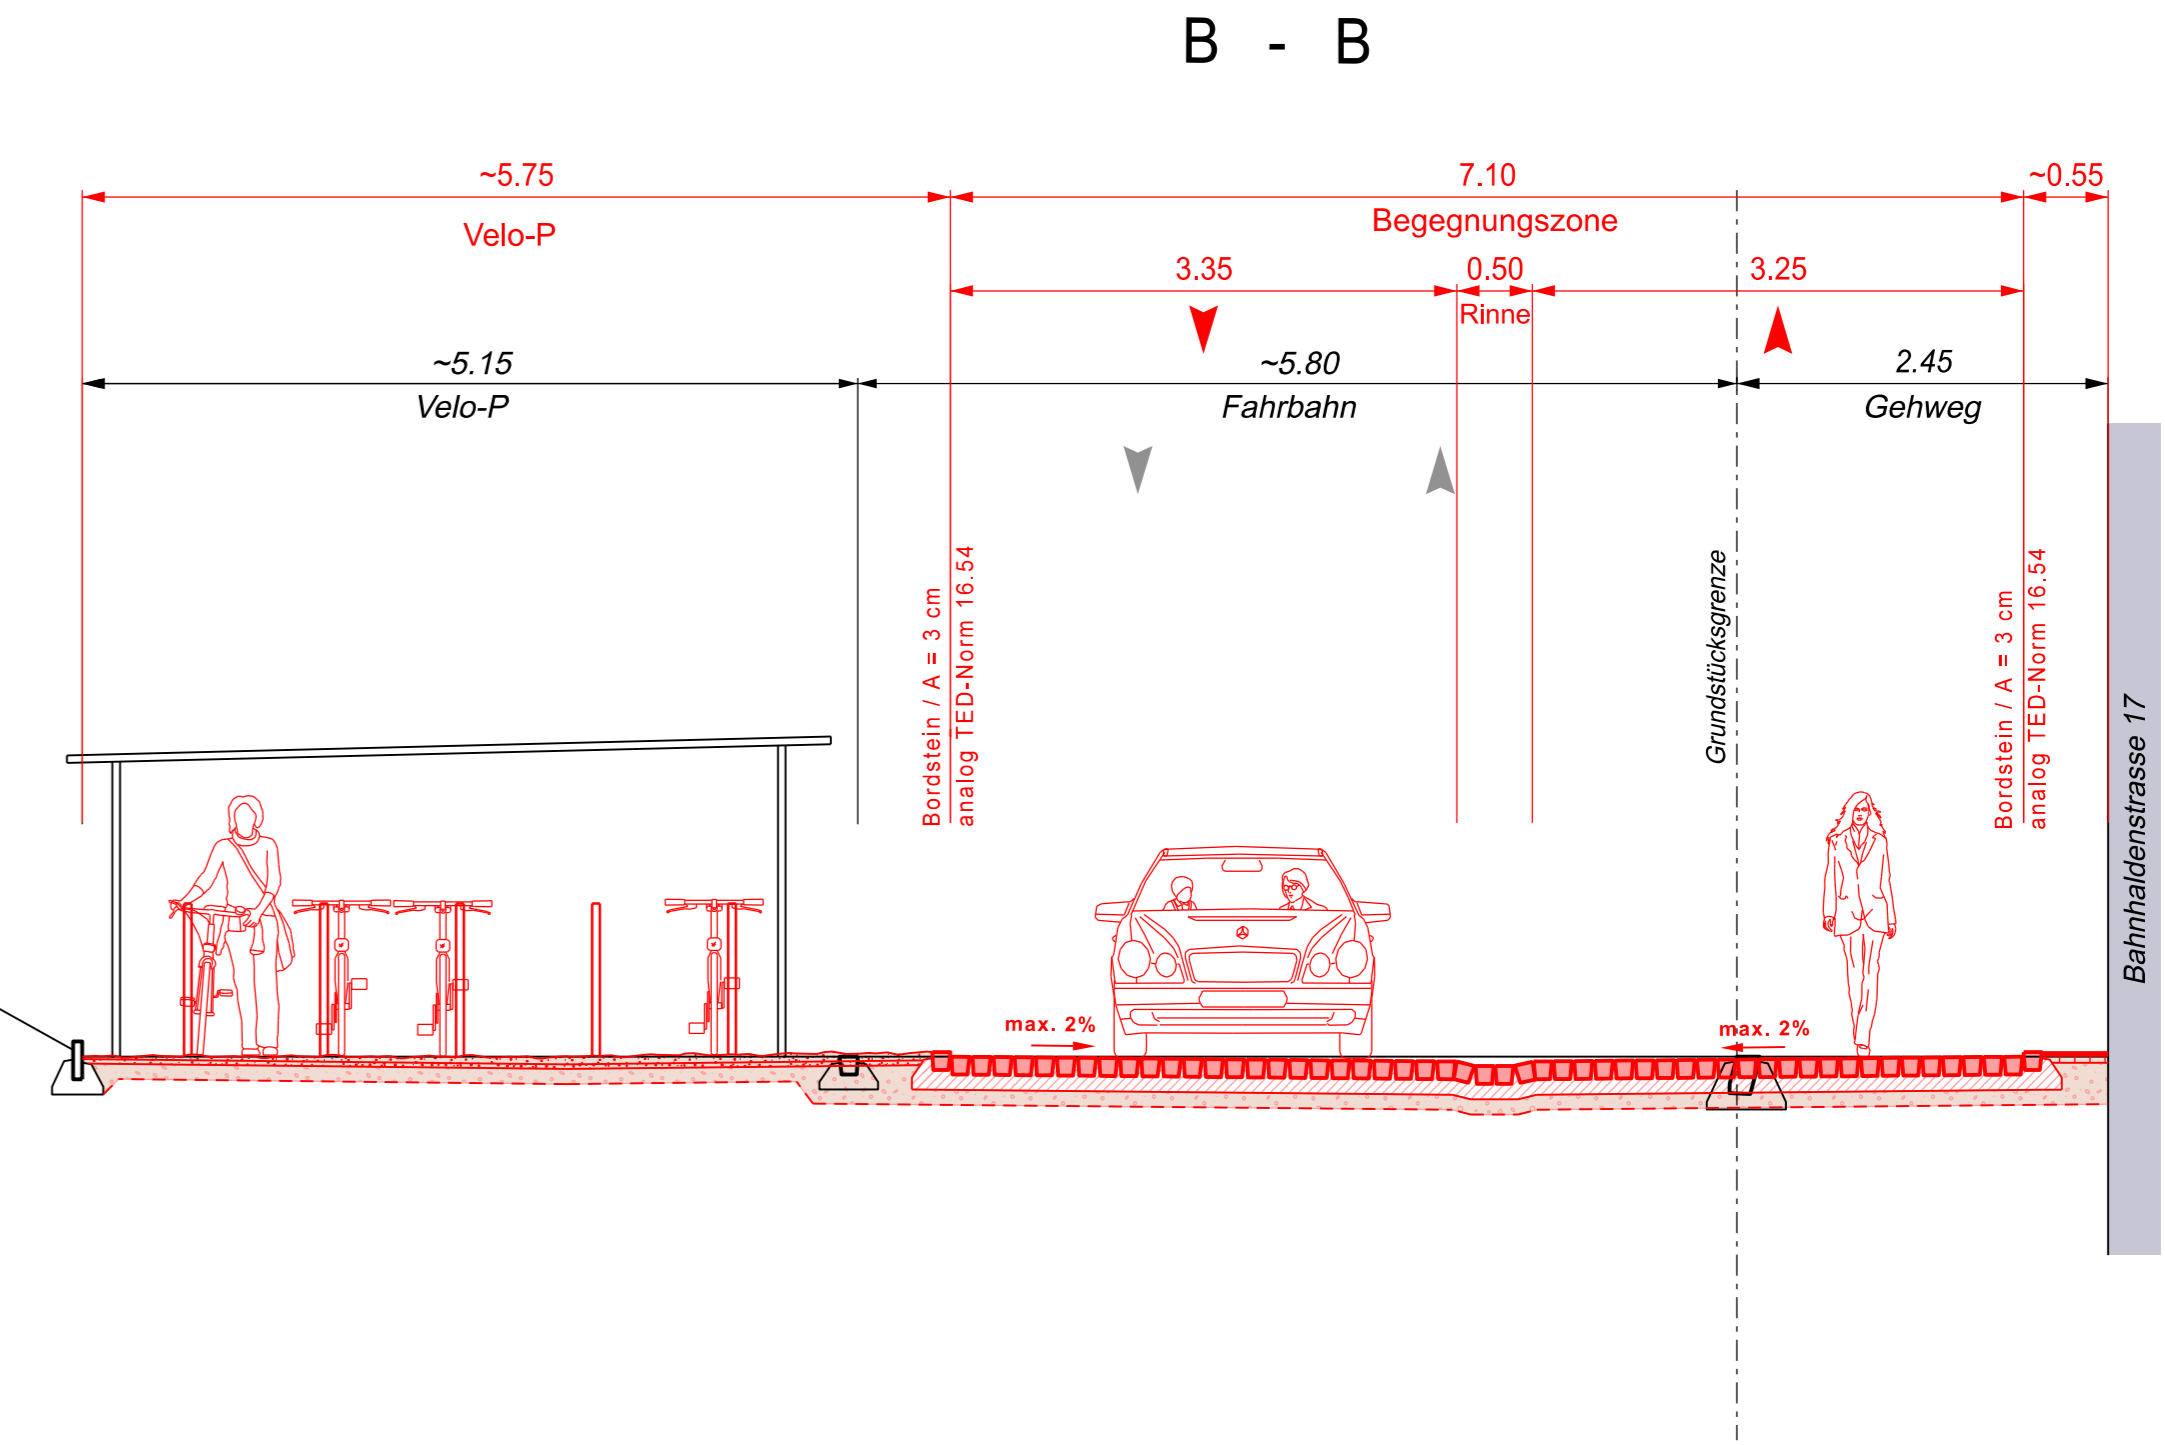 B - B
~5.75
7.10
~0.55
Velo-P
Begegnungszone
3.35
0.50
3.25
Rinne
~5.15
~5.80
2.45
Velo-P
Fahrbahn
Gehweg
Bordstein / A = 3 cm
analog TED-Norm 16.54
Grundstücksgrenze
Bordstein / A = 3 cm
analog TED-Norm 16.54
Bahnhaldenstrasse 17
max. 2%
max. 2%